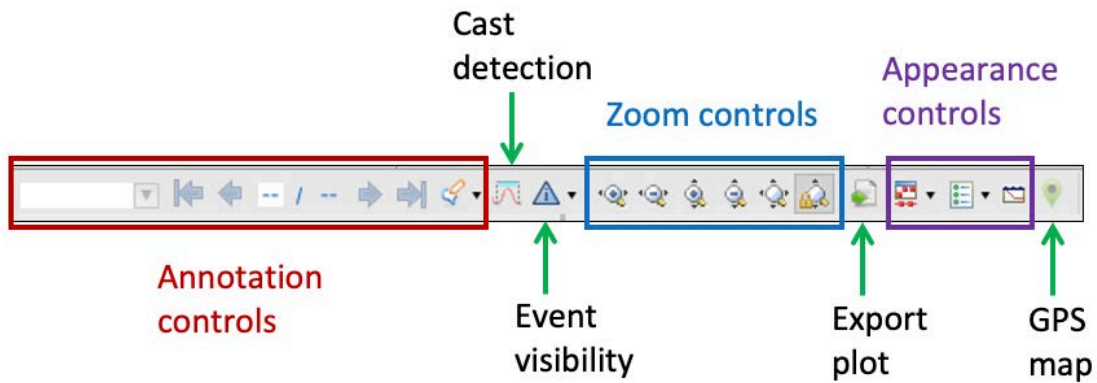 Cast
detection
Appearance
controls
Zoom controls
-- / --
Annotation
controls
Event
visibility
Export
plot
GPS
map